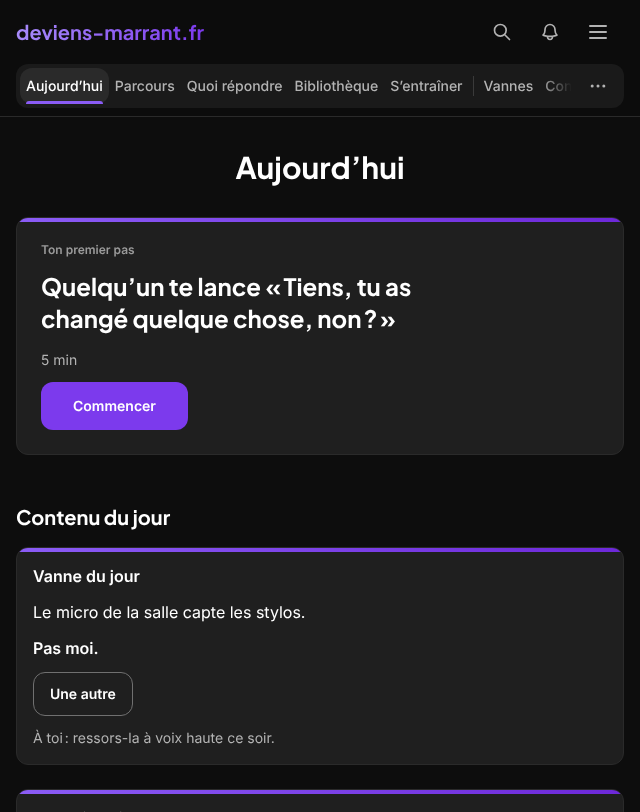 deviens-marrant.fr
Aujourd’hui Parcours Quoi répondre Bibliothèque S’entraîner Vannes
Aujourd’hui
Ton premier pas
Quelqu’un te lance « Tiens, tu as
changé quelque chose, non ? »
5 min
Commencer
Contenu du jour
Vanne du jour
Le micro de la salle capte les stylos.
Pas moi.
Une autre
À toi : ressors-la à voix haute ce soir.